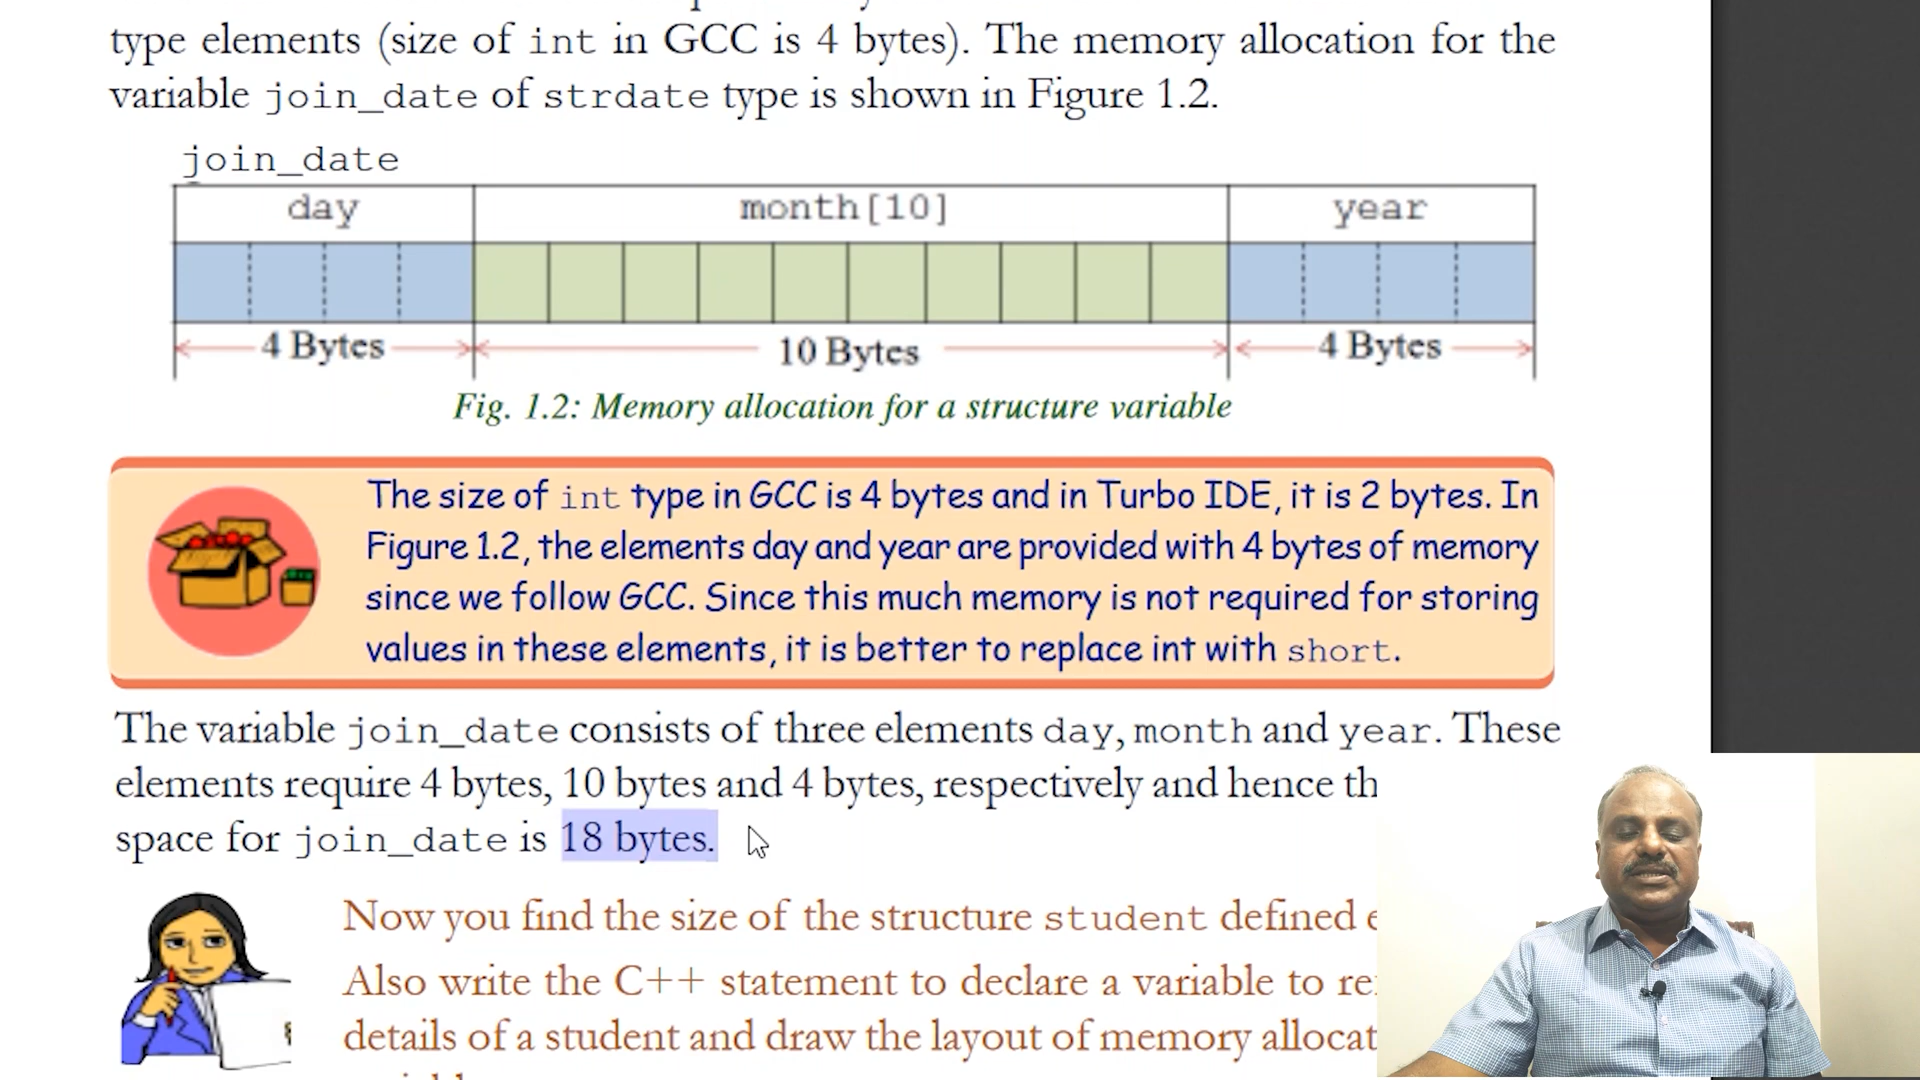 type elements (size of int in GCC is 4 bytes). The memory allocation for the
variable join_date of strdate type is shown in Figure 1.2.
join_date
day month[10] year
4 Bytes 10 Bytes 4 Bytes
Fig. 1.2: Memory allocation for a structure variable
The size of int type in GCC is 4 bytes and in Turbo IDE, it is 2 bytes. In
Figure 1.2, the elements day and year are provided with 4 bytes of memory
since we follow GCC. Since this much memory is not required for storing
values in these elements, it is better to replace int with short.
The variable join_date consists of three elements day, month and year. These
elements require 4 bytes, 10 bytes and 4 bytes, respectively and hence th
space for join_date is 18 bytes.
Now you find the size of the structure student defined
Also write the C++ statement to declare a variable to re
details of a student and draw the layout of memory allocat